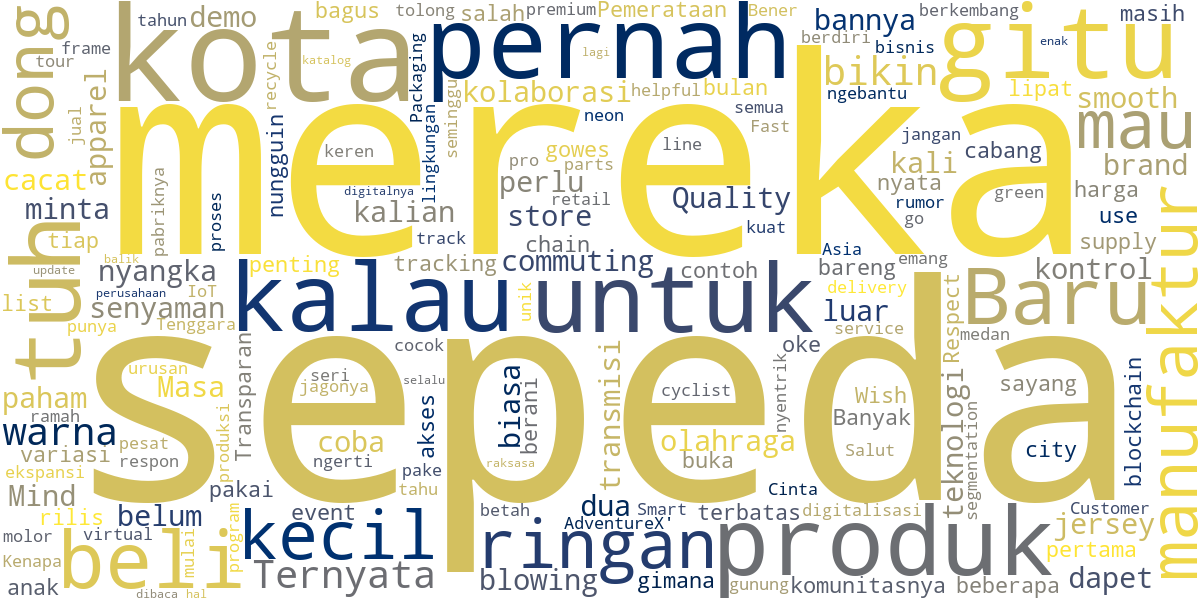 tahun demo bagus tolong salah premium Pemerataan Bener berkembang masih
dong frame kota pernah bannya gitu
tour katalog lagi berdiri bisnis enak
recycle Packaging kolaborasi helpful bulan bikin lipat smooth
jual apparel seminggu neon semua Fast ngebantu mau
mereka
nungguin keren line jangan cabang
cacat lingkungan pro gowes parts kali brand
minta digitalnya perlu retail Quality nyata green harga
pabriknya proses kalian store rumor go use
tiap track chain kuat Asia supply manufaktur
tuh balik penting tracking commuting contoh emang bareng kontrol
update nyangka
list perusahaan IoT kalau unik untuk delivery luar Baru
senyaman
punya Tenggara service Respect medan
sepeda
urusan Transparan cocok transmisi oke
paham Masa seri jagonya selalu cyclist nyentrik Wish sayang
ramah biasa berani Banyak teknologi blockchain
warna pesat produksi coba akses olahraga Salut city
variasi respon ngerti buka segmentation
ekspansi raksasa pake
Mind pakai tahu Cinta
rilis belum event betah dua Smart terbatas digitalisasi Customer
molor virtual program kecil AdventureX' jersey
Kenapa beli mulai ringan produk pertama
anak Ternyata blowing gimana gunung komunitasnya beberapa dapet
dibaca hal